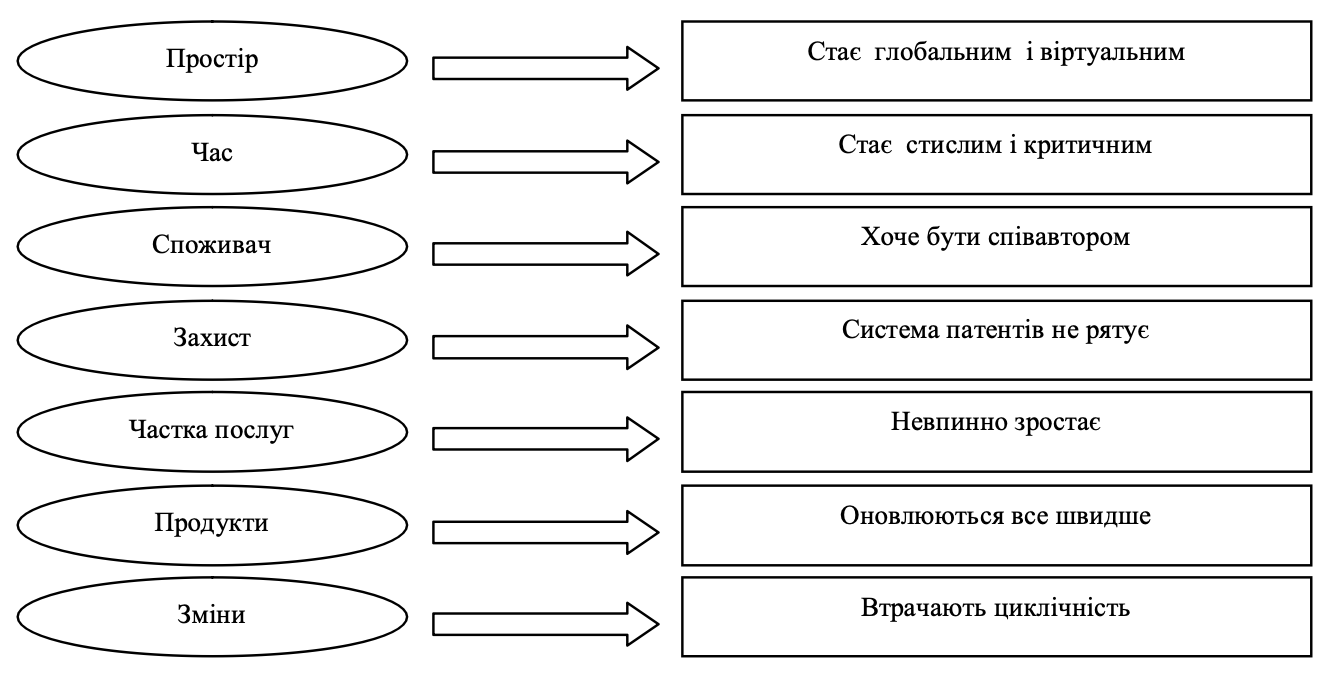 Простір
Стає глобальним і віртуальним
Час
Стає стислим і критичним
Споживач
Хоче бути співавтором
Захист
Система патентів не рятує
Частка послуг
Невпинно зростає
Продукти
Оновлюються все швидше
Зміни
Втрачають циклічність